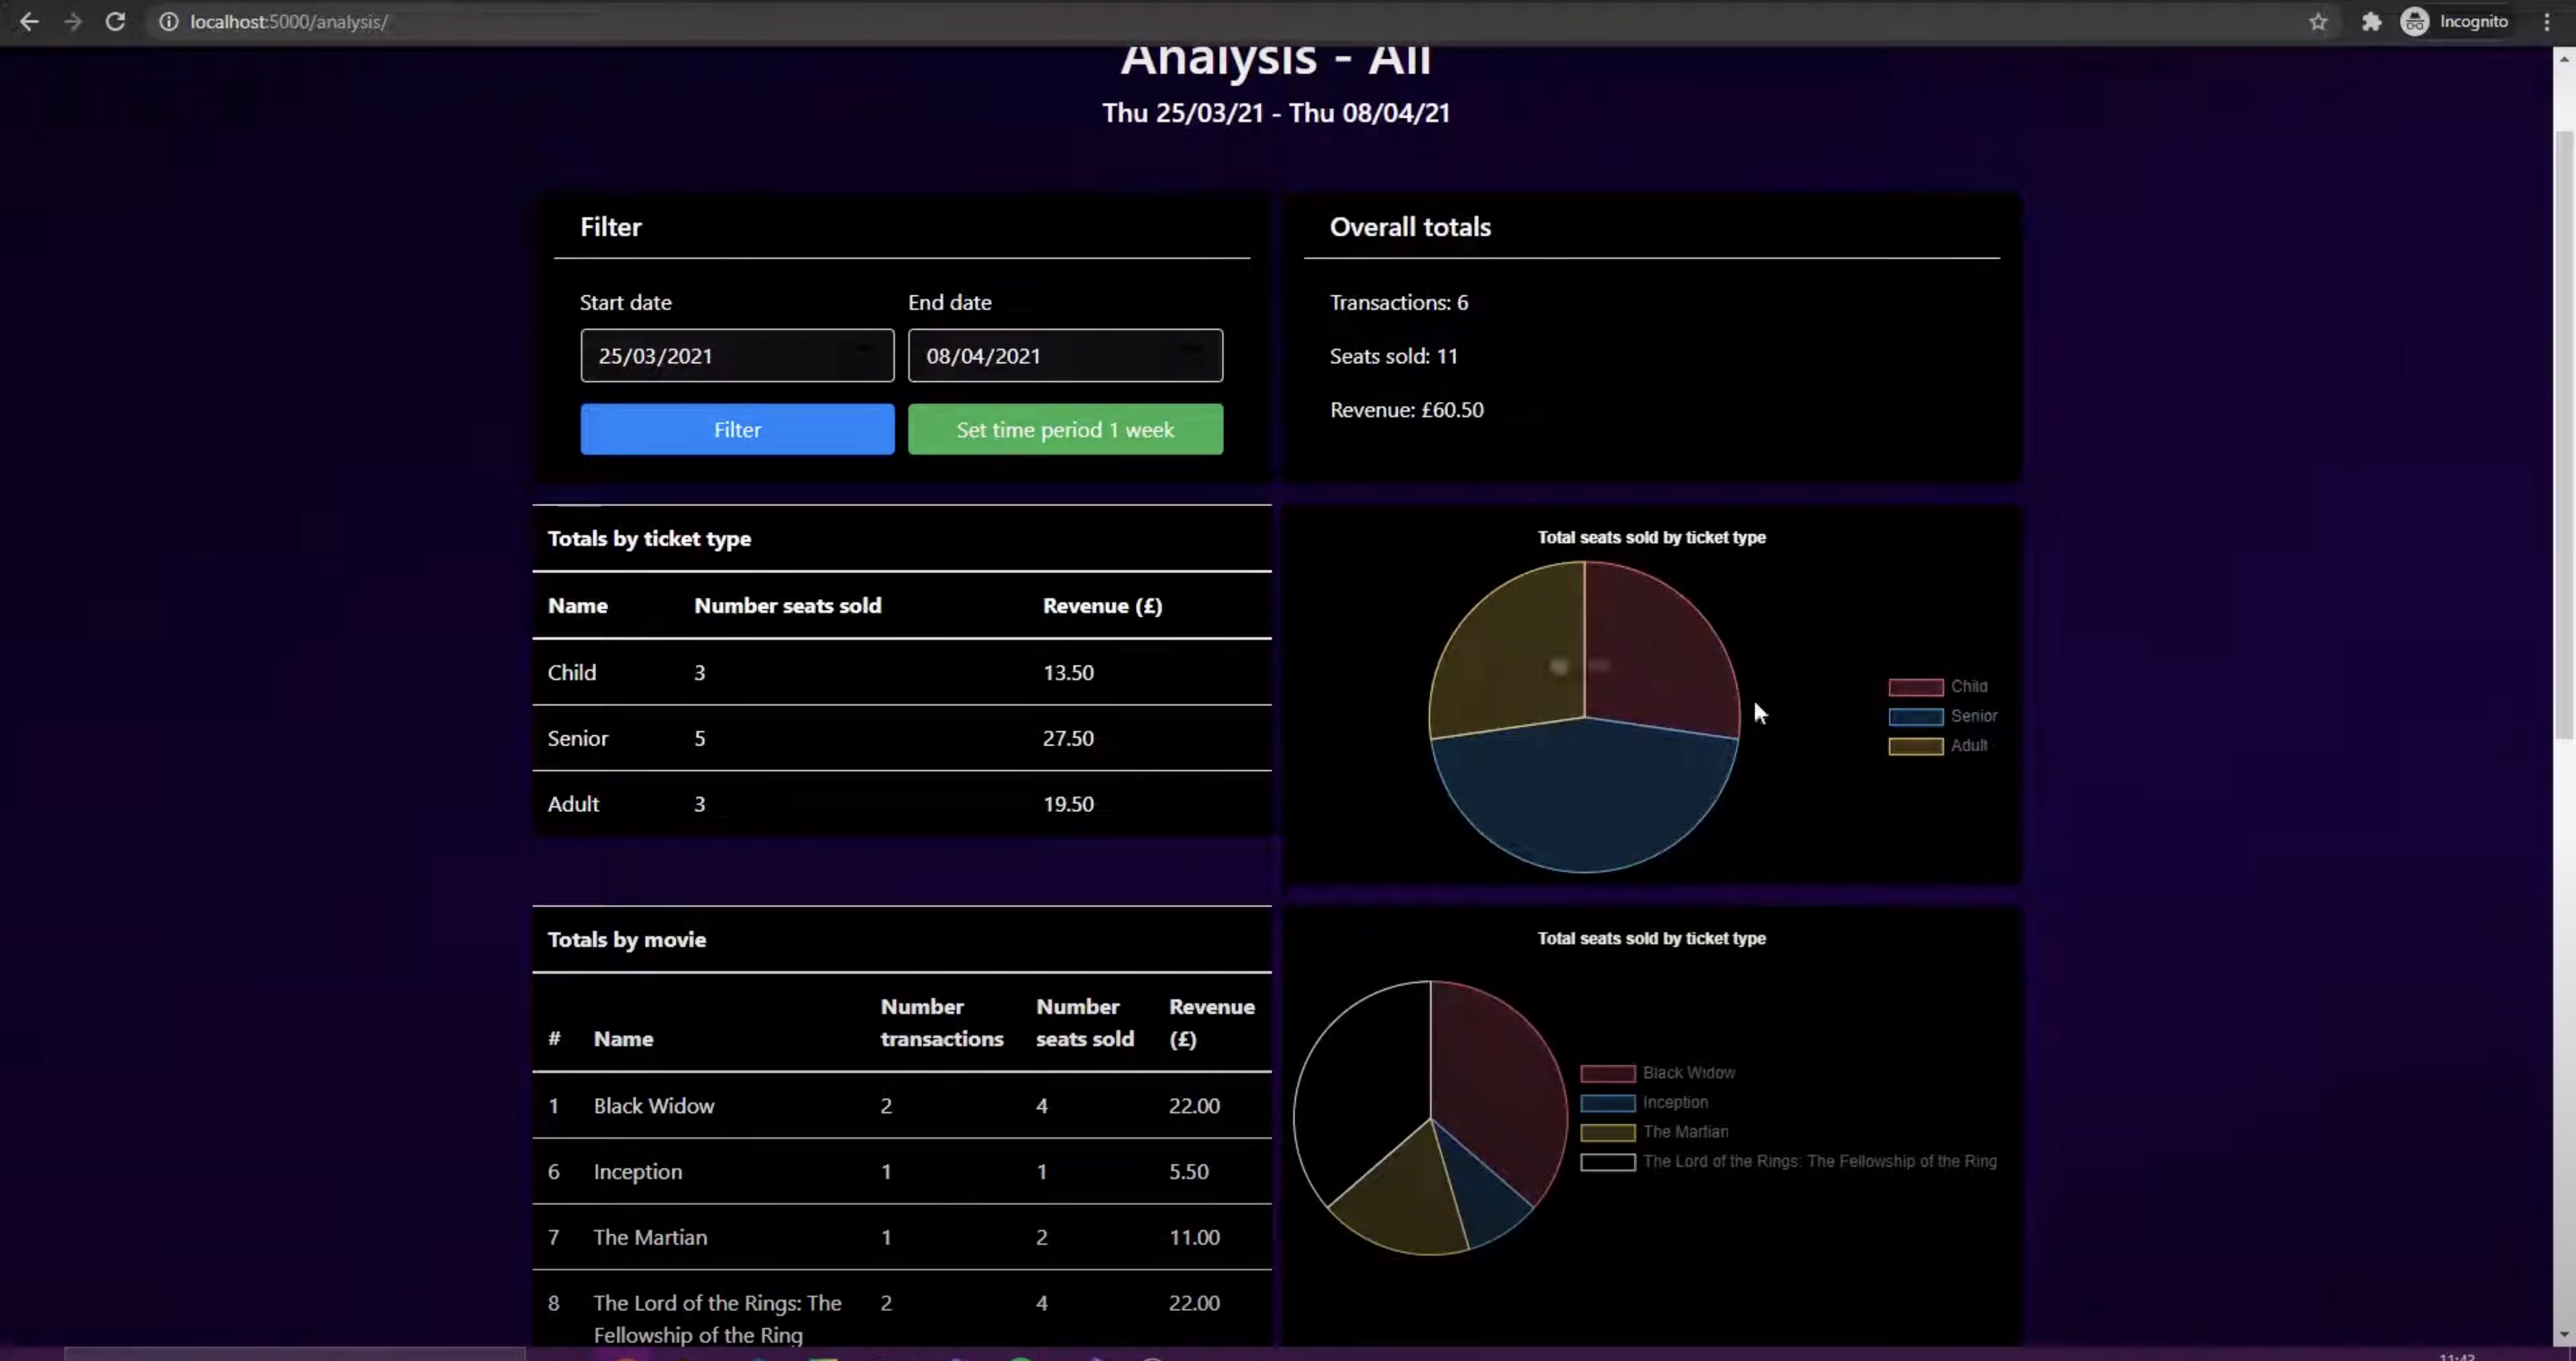 localhost:5000/analysis/
Incognito
Analysis - All
Thu 25/03/21 - Thu 08/04/21
Filter
Start date
End date
25/03/2021
08/04/2021
Filter
Set time period 1 week
Overall totals
Transactions: 6
Seats sold: 11
Revenue: £60.50
Totals by ticket type
Name Number seats sold Revenue (£)
Child 3 13.50
Senior 5 27.50
Adult 3 19.50
Total seats sold by ticket type
Child
Senior
Adult
Totals by movie
# Name Number transactions Number seats sold Revenue (£)
1 Black Widow 2 4 22.00
6 Inception 1 1 5.50
7 The Martian 1 2 11.00
8 The Lord of the Rings: The 2 4 22.00
Fellowship of the Ring
Total seats sold by ticket type
Black Widow
Inception
The Martian
The Lord of the Rings: The Fellowship of the Ring